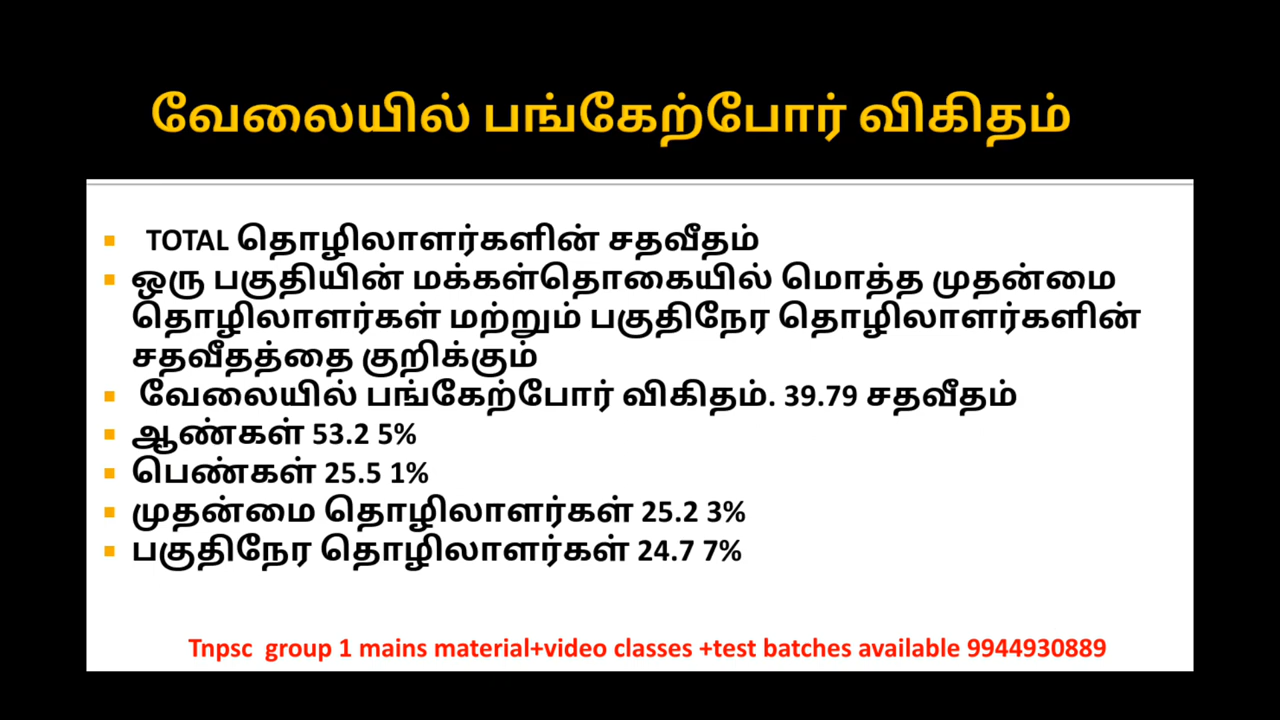 வேலையில் பங்கேற்போர் விகிதம்
TOTAL தொழிலாளர்களின் சதவீதம்
ஒரு பகுதியின் மக்கள்தொகையில் மொத்த முதன்மை
தொழிலாளர்கள் மற்றும் பகுதிநேர தொழிலாளர்களின்
சதவீதத்தை குறிக்கும்
வேலையில் பங்கேற்போர் விகிதம். 39.79 சதவீதம்
ஆண்கள் 53.2 5%
பெண்கள் 25.5 1%
முதன்மை தொழிலாளர்கள் 25.2 3%
பகுதிநேர தொழிலாளர்கள் 24.7 7%
Tnpsc group 1 mains material+video classes +test batches available 9944930889